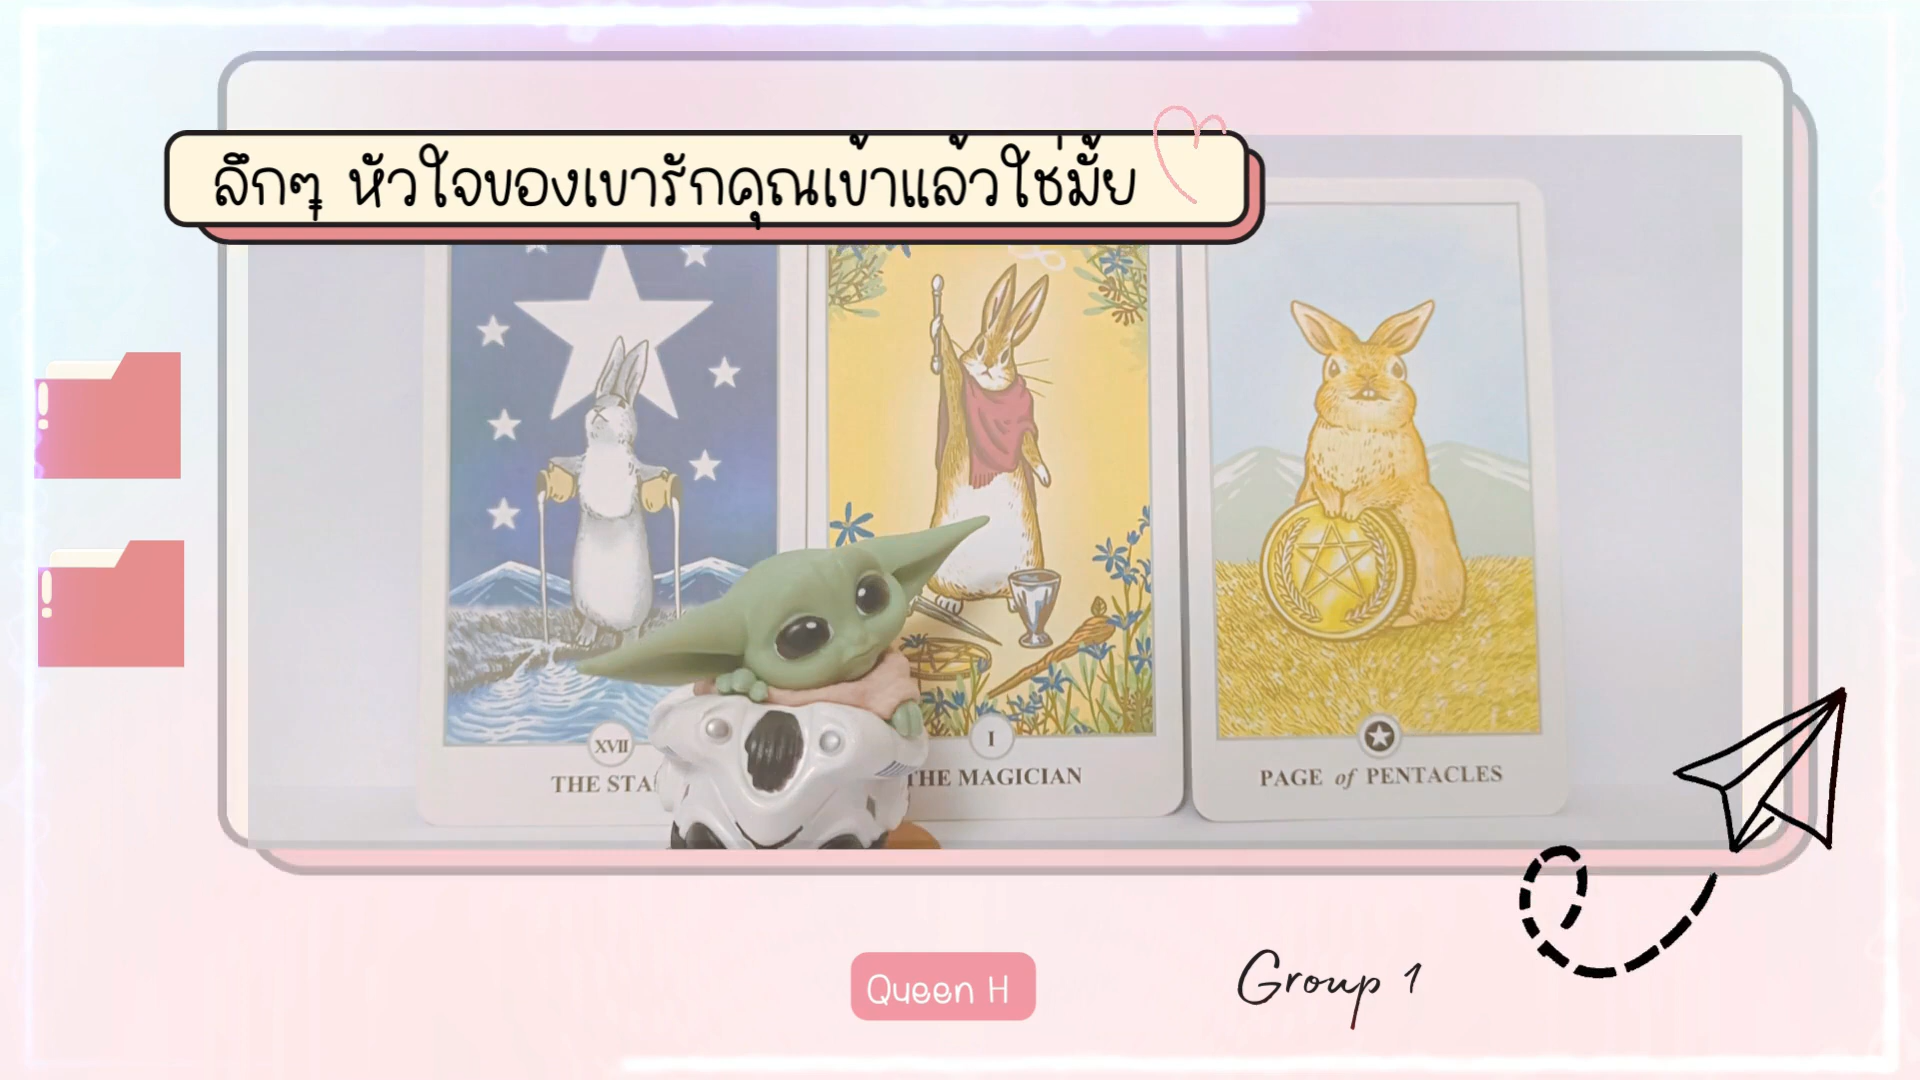 ลึกๆ หัวใจของเขารักคุณเข้าแล้วใช่มั้ย
XVII
THE STA
I
THE MAGICIAN
PAGE of PENTACLES
Queen H
Group 1